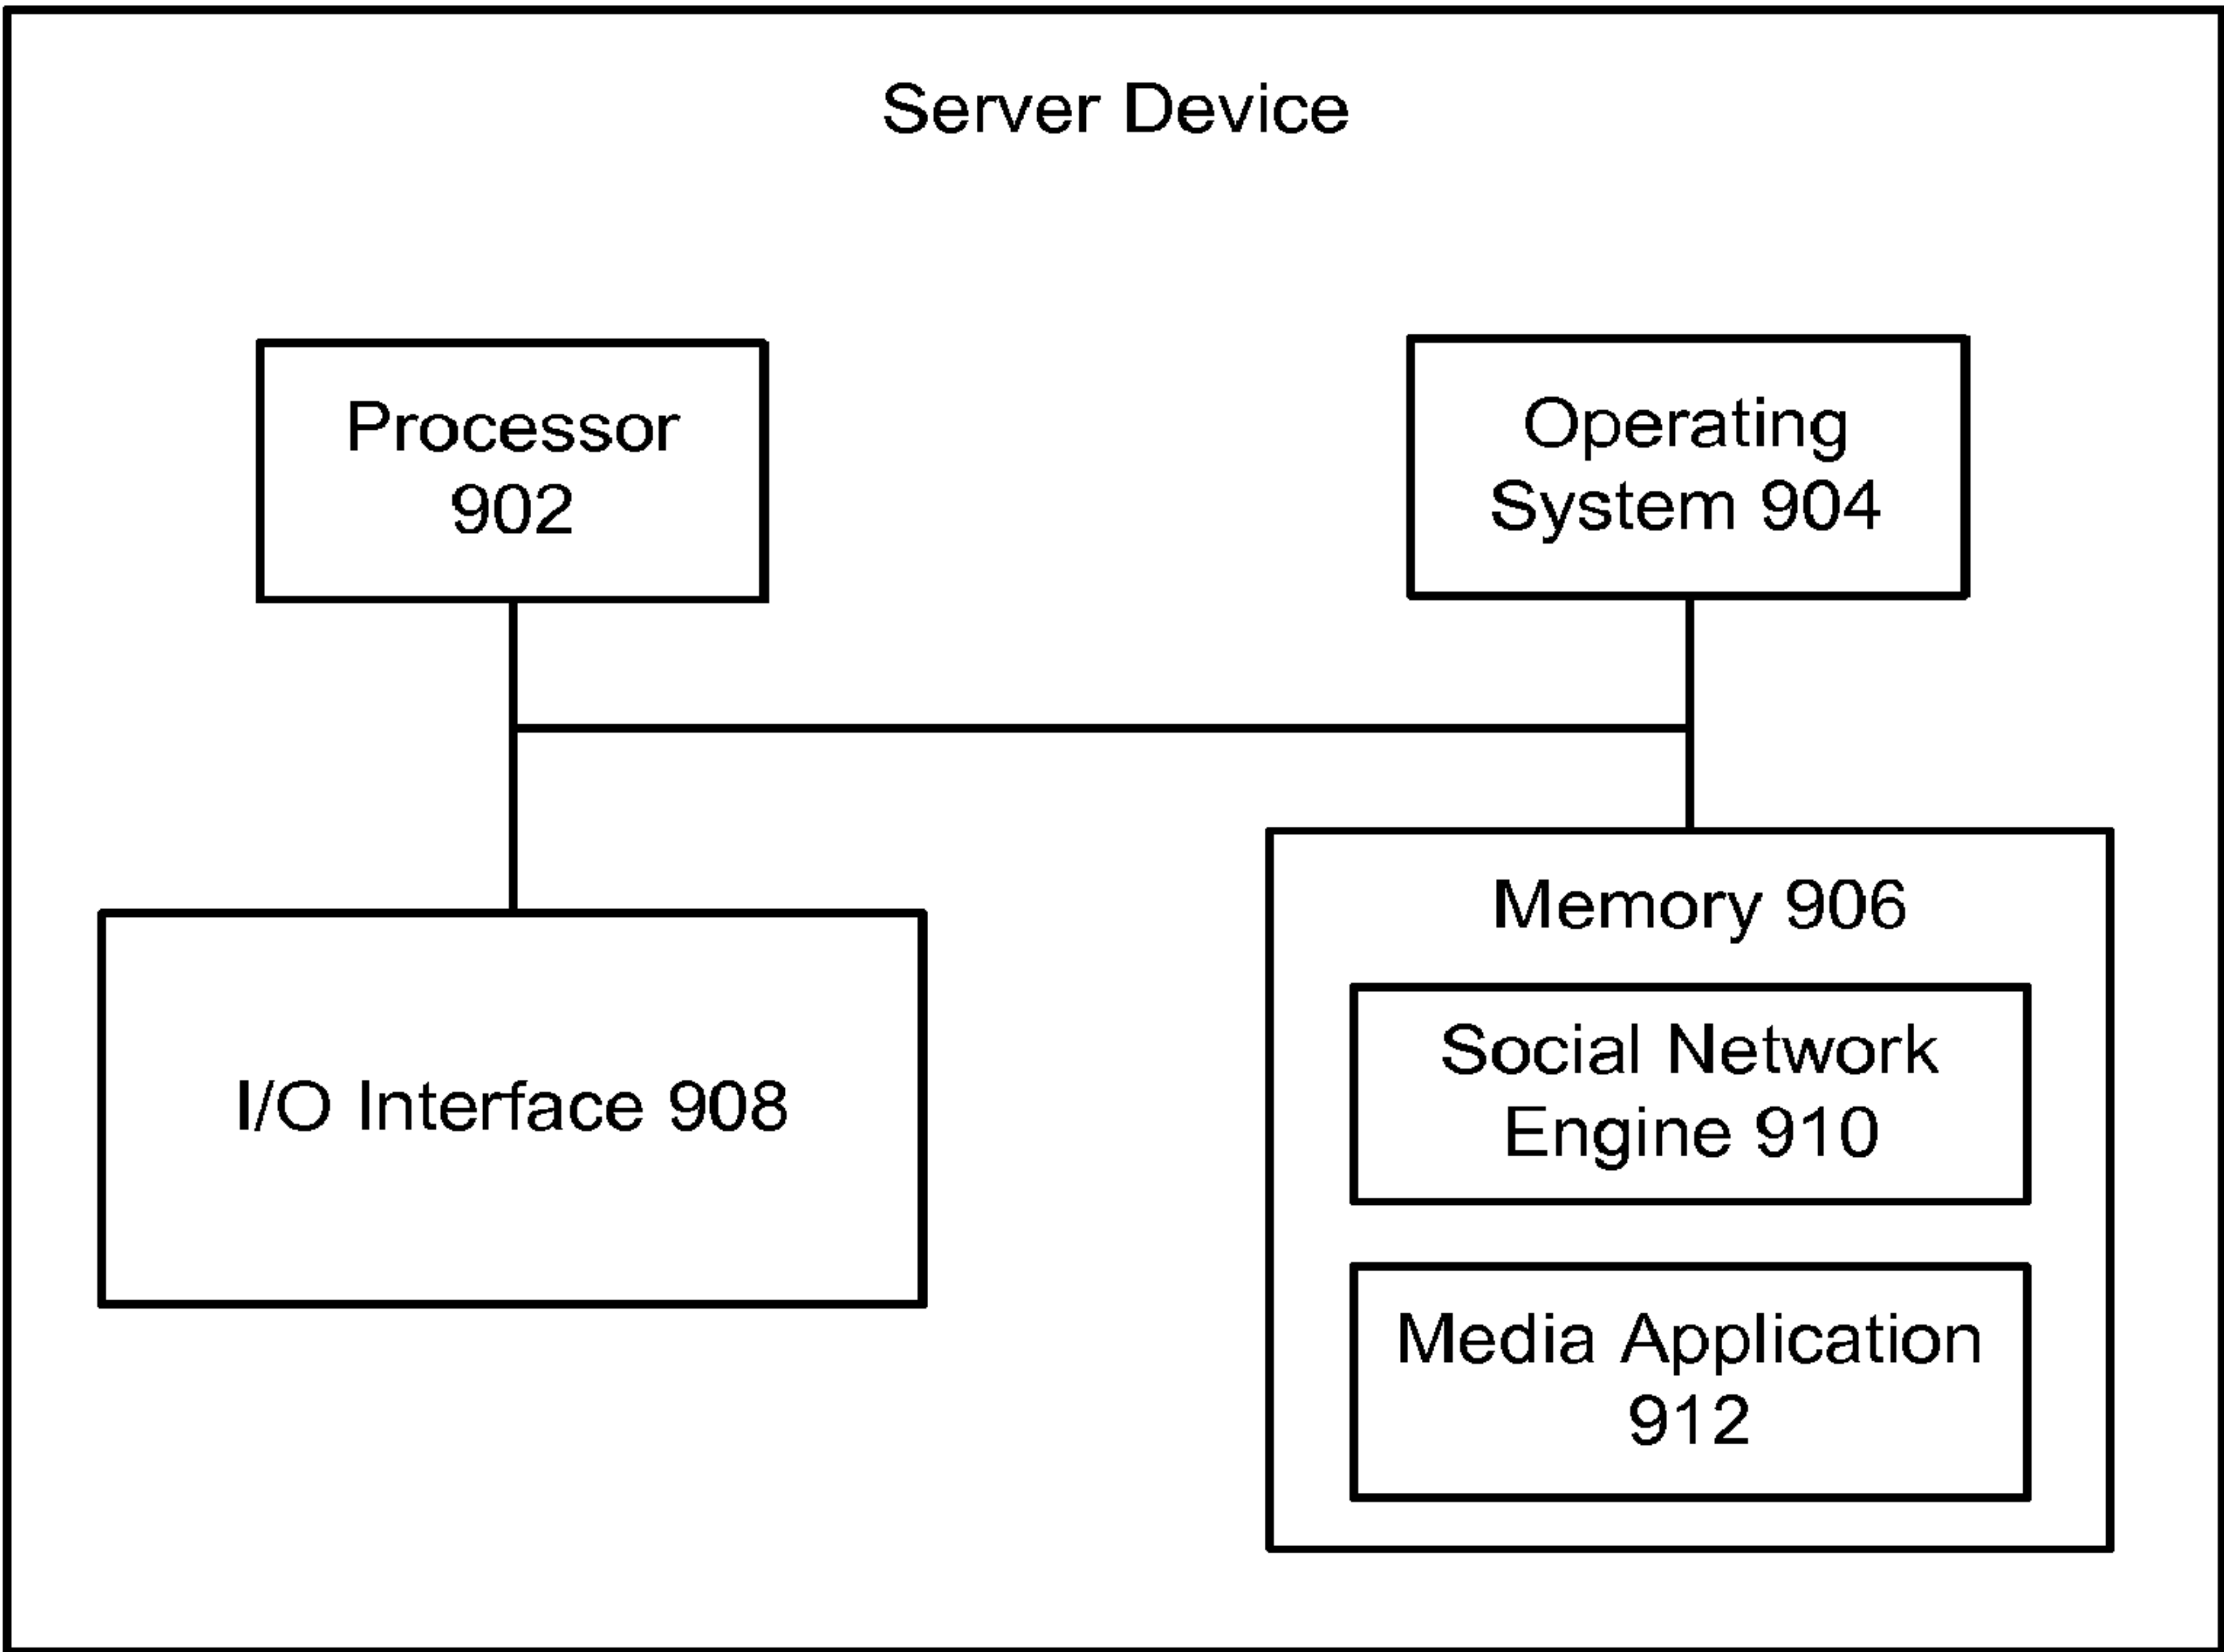 Server Device
Processor
902
Operating
System 904
I/O Interface 908
Memory 906
Social Network
Engine 910
Media Application
912